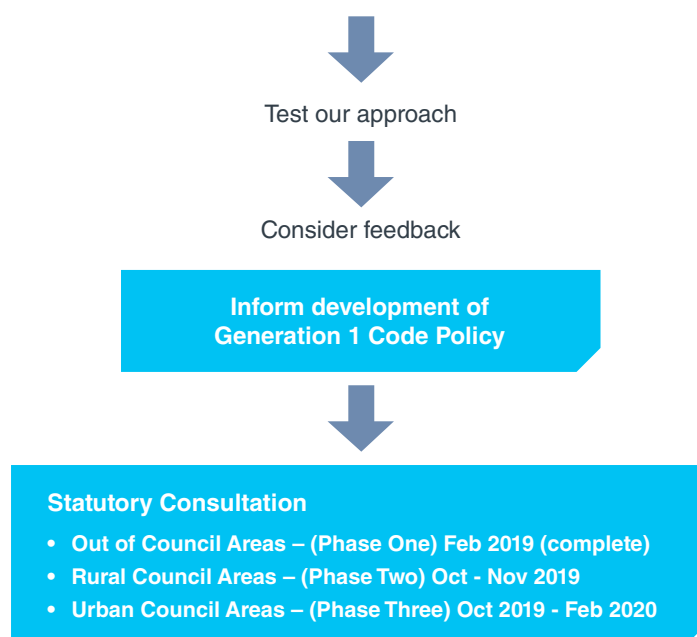 Test our approach
Consider feedback
Inform development of
Generation 1 Code Policy
Statutory Consultation
• Out of Council Areas – (Phase One) Feb 2019 (complete)
• Rural Council Areas – (Phase Two) Oct - Nov 2019
• Urban Council Areas – (Phase Three) Oct 2019 - Feb 2020